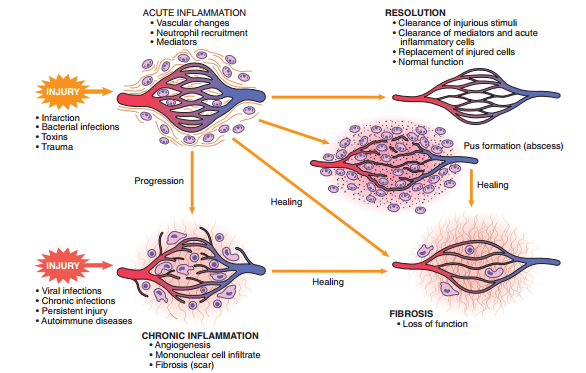 ACUTE INFLAMMATION
• Vascular changes
• Neutrophil recruitment
• Mediators
RESOLUTION
• Clearance of injurious stimuli
• Clearance of mediators and acute
inflammatory cells
• Replacement of injured cells
• Normal function
INJURY
• Infarction
• Bacterial infections
• Toxins
• Trauma
Pus formation (abscess)
Progression
Healing
Healing
INJURY
• Viral infections
• Chronic infections
• Persistent injury
• Autoimmune diseases
Healing
CHRONIC INFLAMMATION
• Angiogenesis
• Mononuclear cell infiltrate
• Fibrosis (scar)
FIBROSIS
• Loss of function